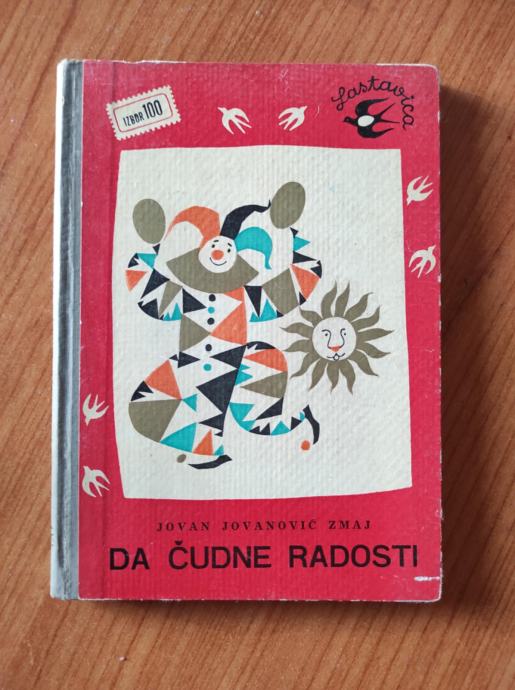 IZBOR 100
Lastavica
JOVAN JOVANOVIĆ ZMAJ
DA ČUDNE RADOSTI